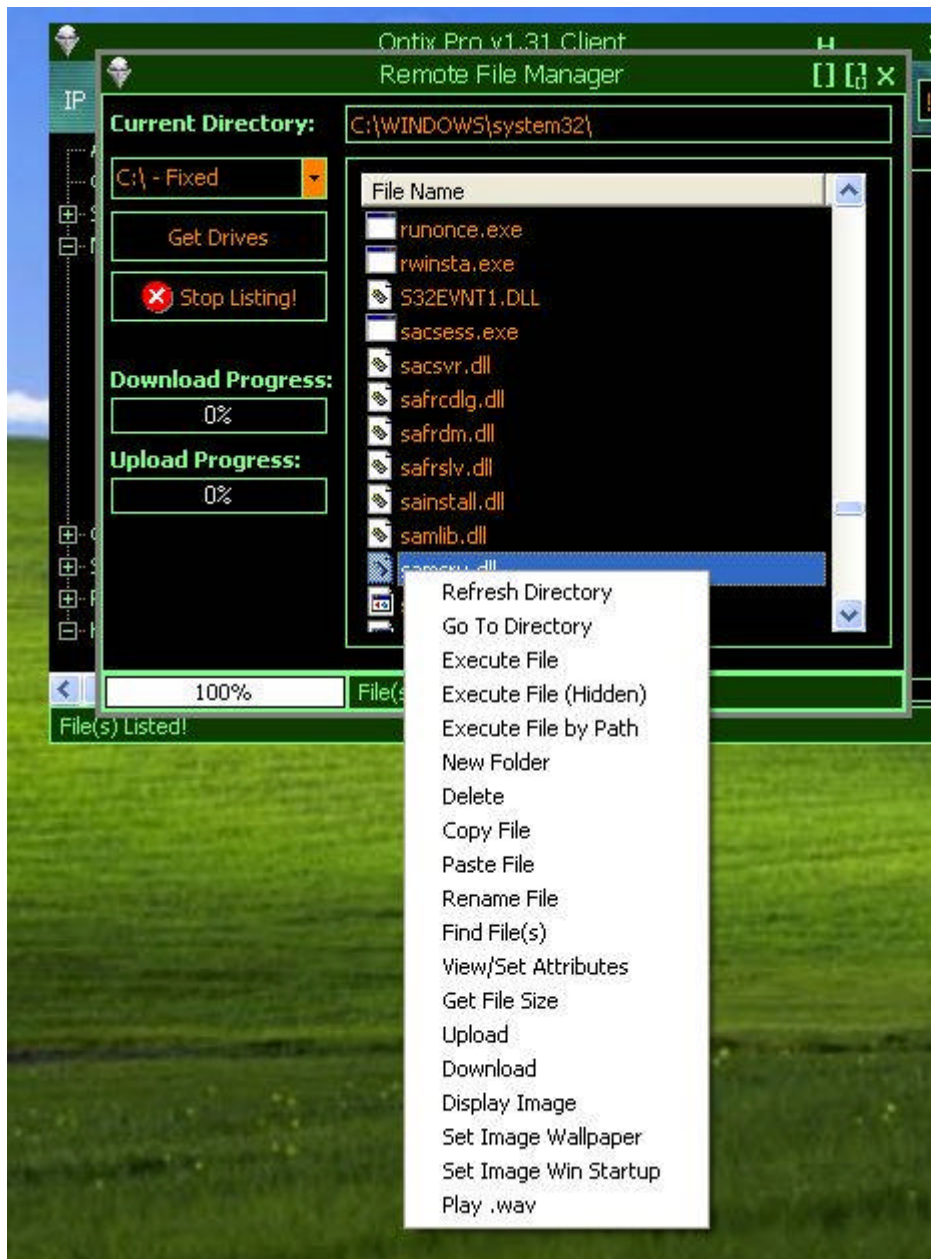 Optix Pro v1.31 Client
Remote File Manager
IP
Current Directory:
C:\WINDOWS\system32\
C:\ - Fixed
Get Drives
Stop Listing!
Download Progress:
0%
Upload Progress:
0%
File Name
runonce.exe
rwinsta.exe
S32EVNT1.DLL
sacsess.exe
sacsvr.dll
safrcdlg.dll
safrdm.dll
safrslv.dll
sainstall.dll
samlib.dll
samsrv.dll
Refresh Directory
Go To Directory
Execute File
Execute File (Hidden)
Execute File by Path
New Folder
Delete
Copy File
Paste File
Rename File
Find File(s)
View/Set Attributes
Get File Size
Upload
Download
Display Image
Set Image Wallpaper
Set Image Win Startup
Play .wav
100%
File(s
File(s) Listed!